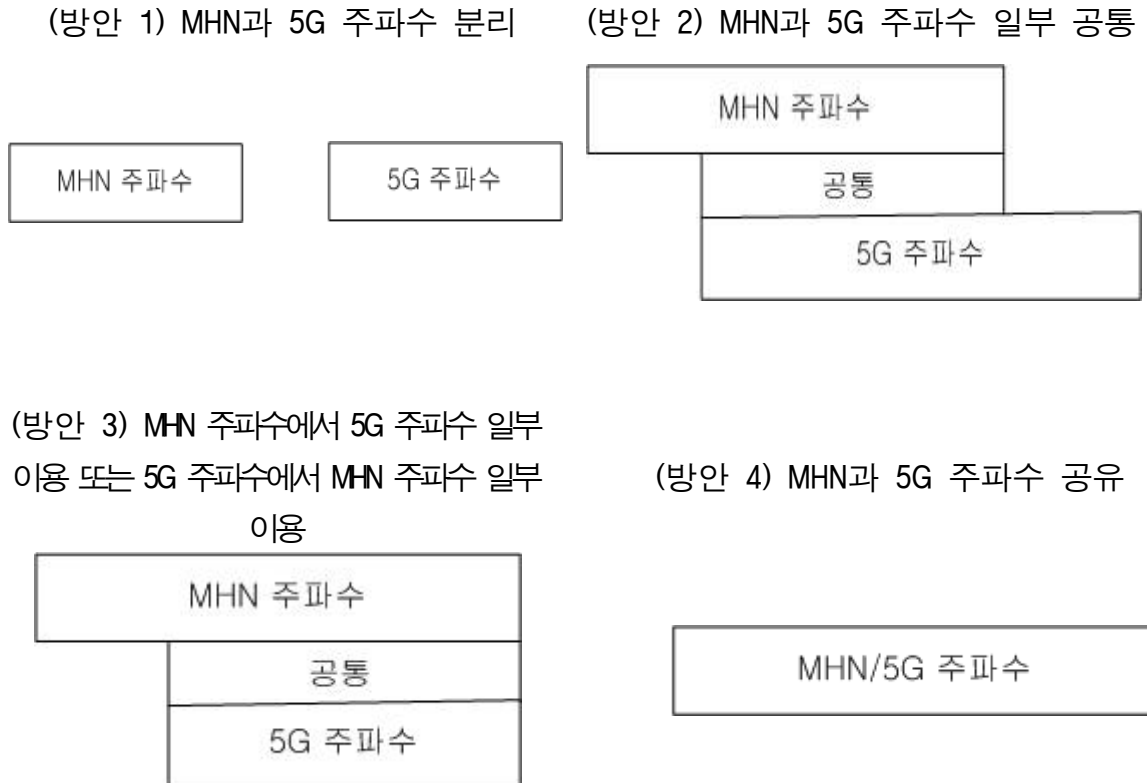 (방안 1) MHN과 5G 주파수 분리
MHN 주파수
5G 주파수
(방안 2) MHN과 5G 주파수 일부 공통
MHN 주파수
공통
5G 주파수
(방안 3) MHN 주파수에서 5G 주파수 일부
이용 또는 5G 주파수에서 MHN 주파수 일부
이용
MHN 주파수
공통
5G 주파수
(방안 4) MHN과 5G 주파수 공유
MHN/5G 주파수